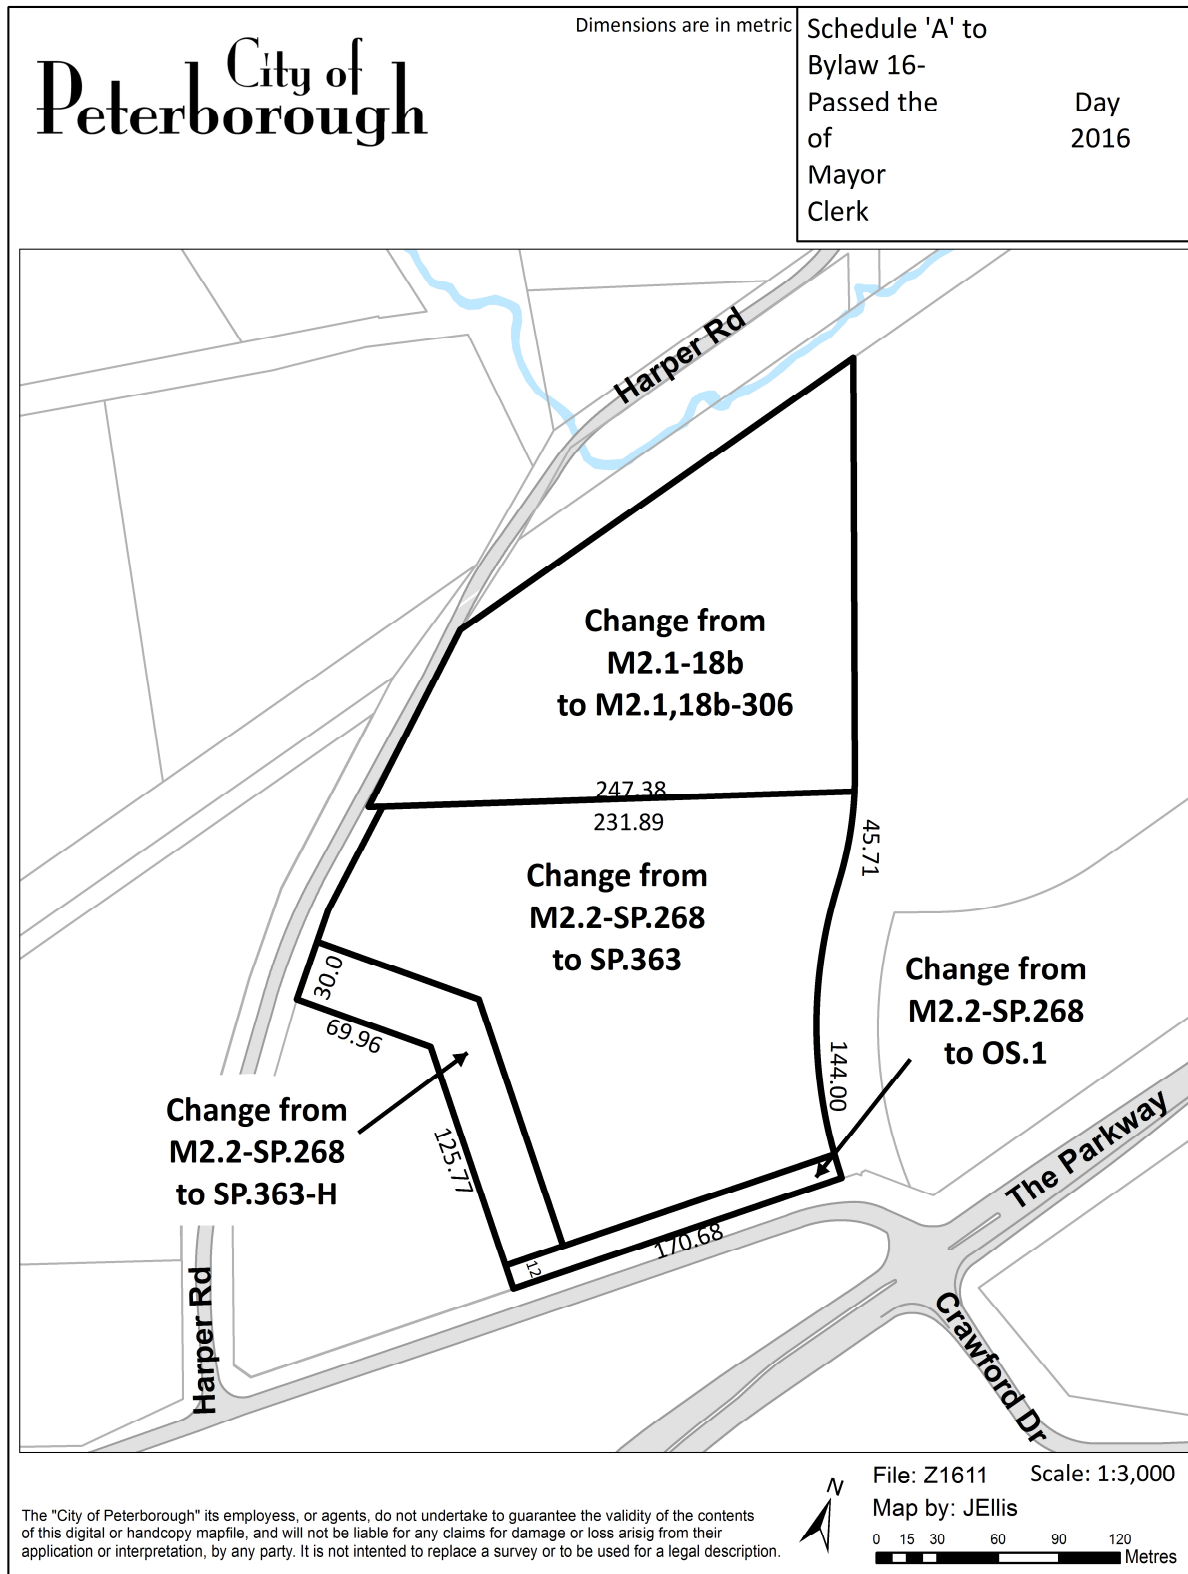 City of
Peterborough
Dimensions are in metric
Schedule 'A' to
Bylaw 16-
Passed the Day
of 2016
Mayor
Clerk
Harper Rd
Change from
M2.1-18b
to M2.1,18b-306
247.38
231.89
45.71
Change from
M2.2-SP.268
to SP.363
30.0
69.96
Change from
M2.2-SP.268
to OS.1
144.00
Change from
M2.2-SP.268
to SP.363-H
125.77
The Parkway
170.68
12
Harper Rd
Crawford Dr
N
File: Z1611 Scale: 1:3,000
Map by: JEllis
0 15 30 60 90 120
Metres
The "City of Peterborough" its employess, or agents, do not undertake to guarantee the validity of the contents
of this digital or handcopy mapfile, and will not be liable for any claims for damage or loss arisig from their
application or interpretation, by any party. It is not intended to replace a survey or to be used for a legal description.